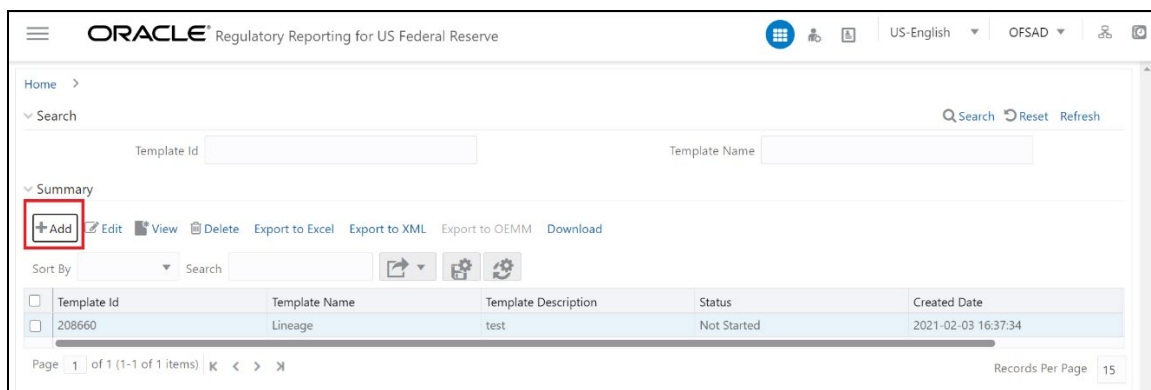 ORACLE® Regulatory Reporting for US Federal Reserve US-English OFSAD
Home >
Search Search Reset Refresh
Template Id Template Name
Summary
+Add Edit View Delete Export to Excel Export to XML Export to OEMM Download
Sort By Search
Template Id Template Name Template Description Status Created Date
208660 Lineage test Not Started 2021-02-03 16:37:34
Page 1 of 1 (1-1 of 1 items) Records Per Page 15